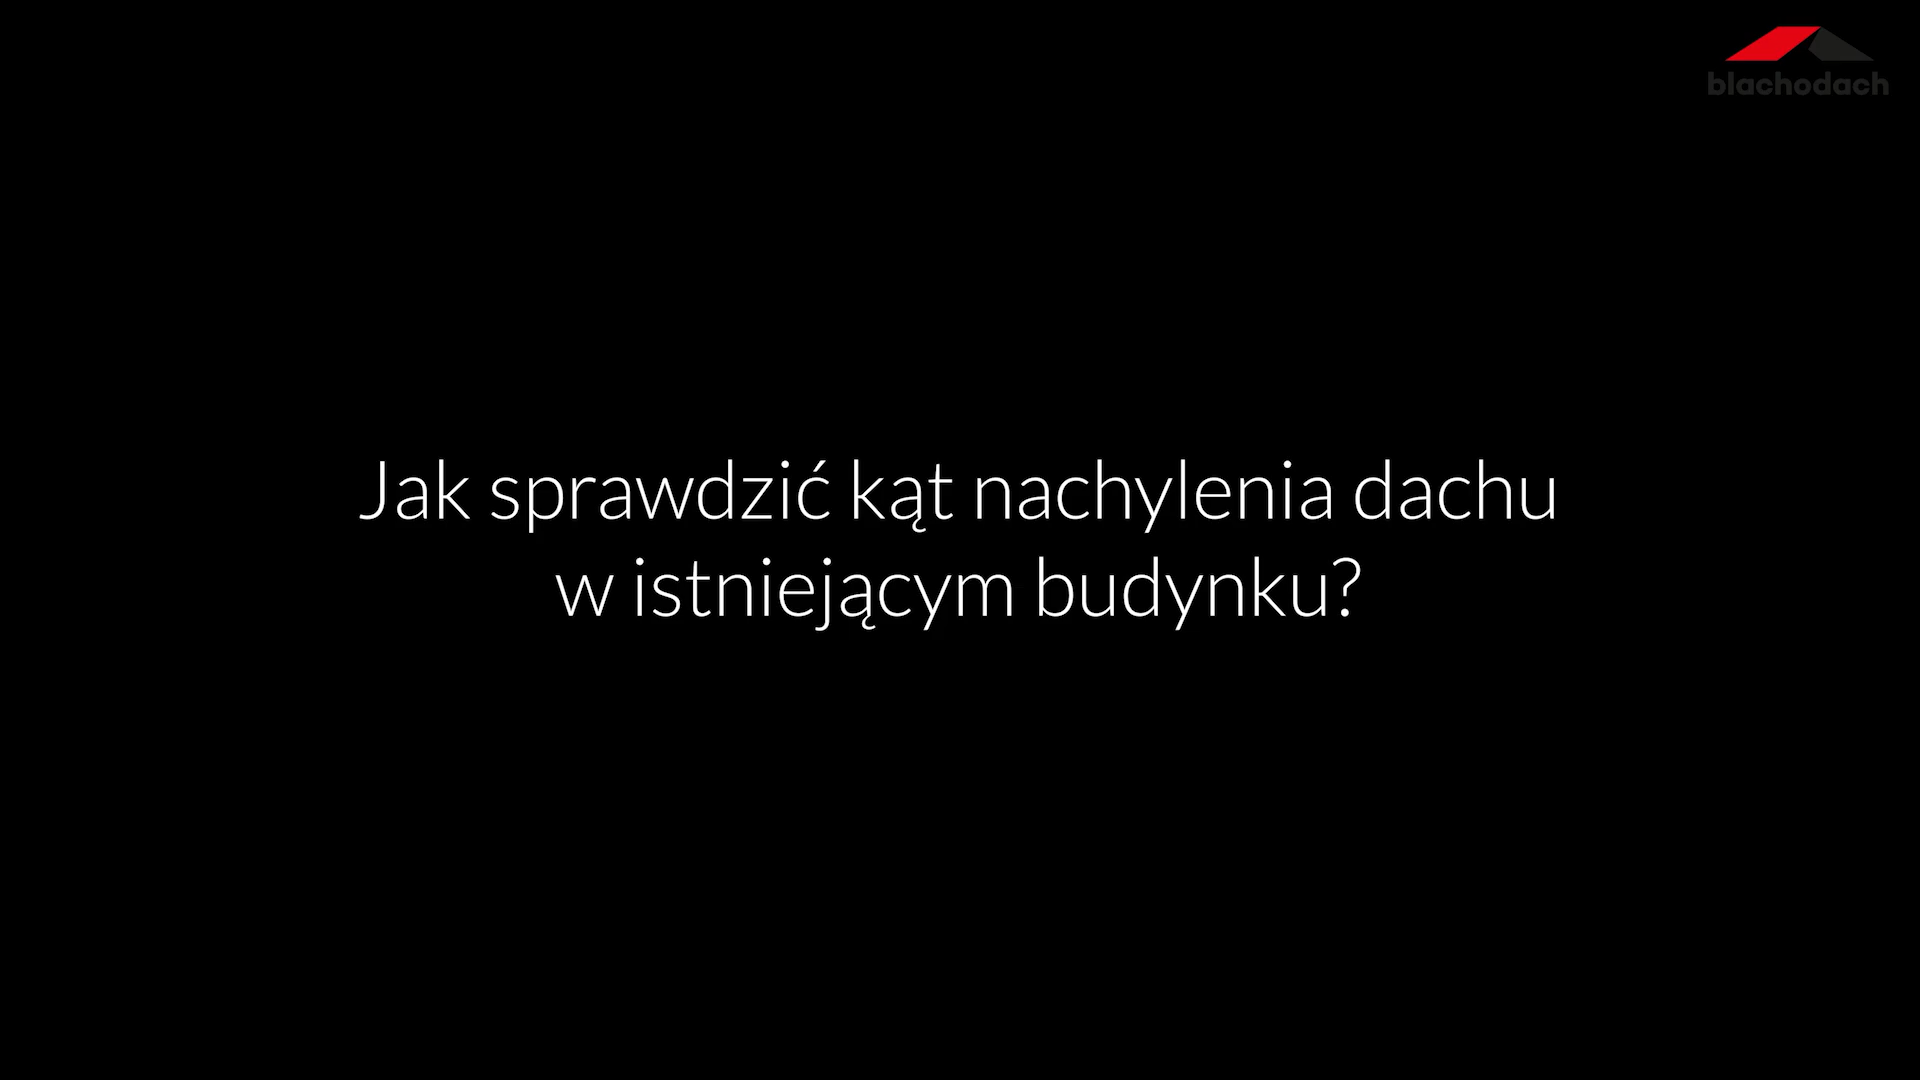 blachodach
Jak sprawdzić kąt nachylenia dachu
w istniejącym budynku?